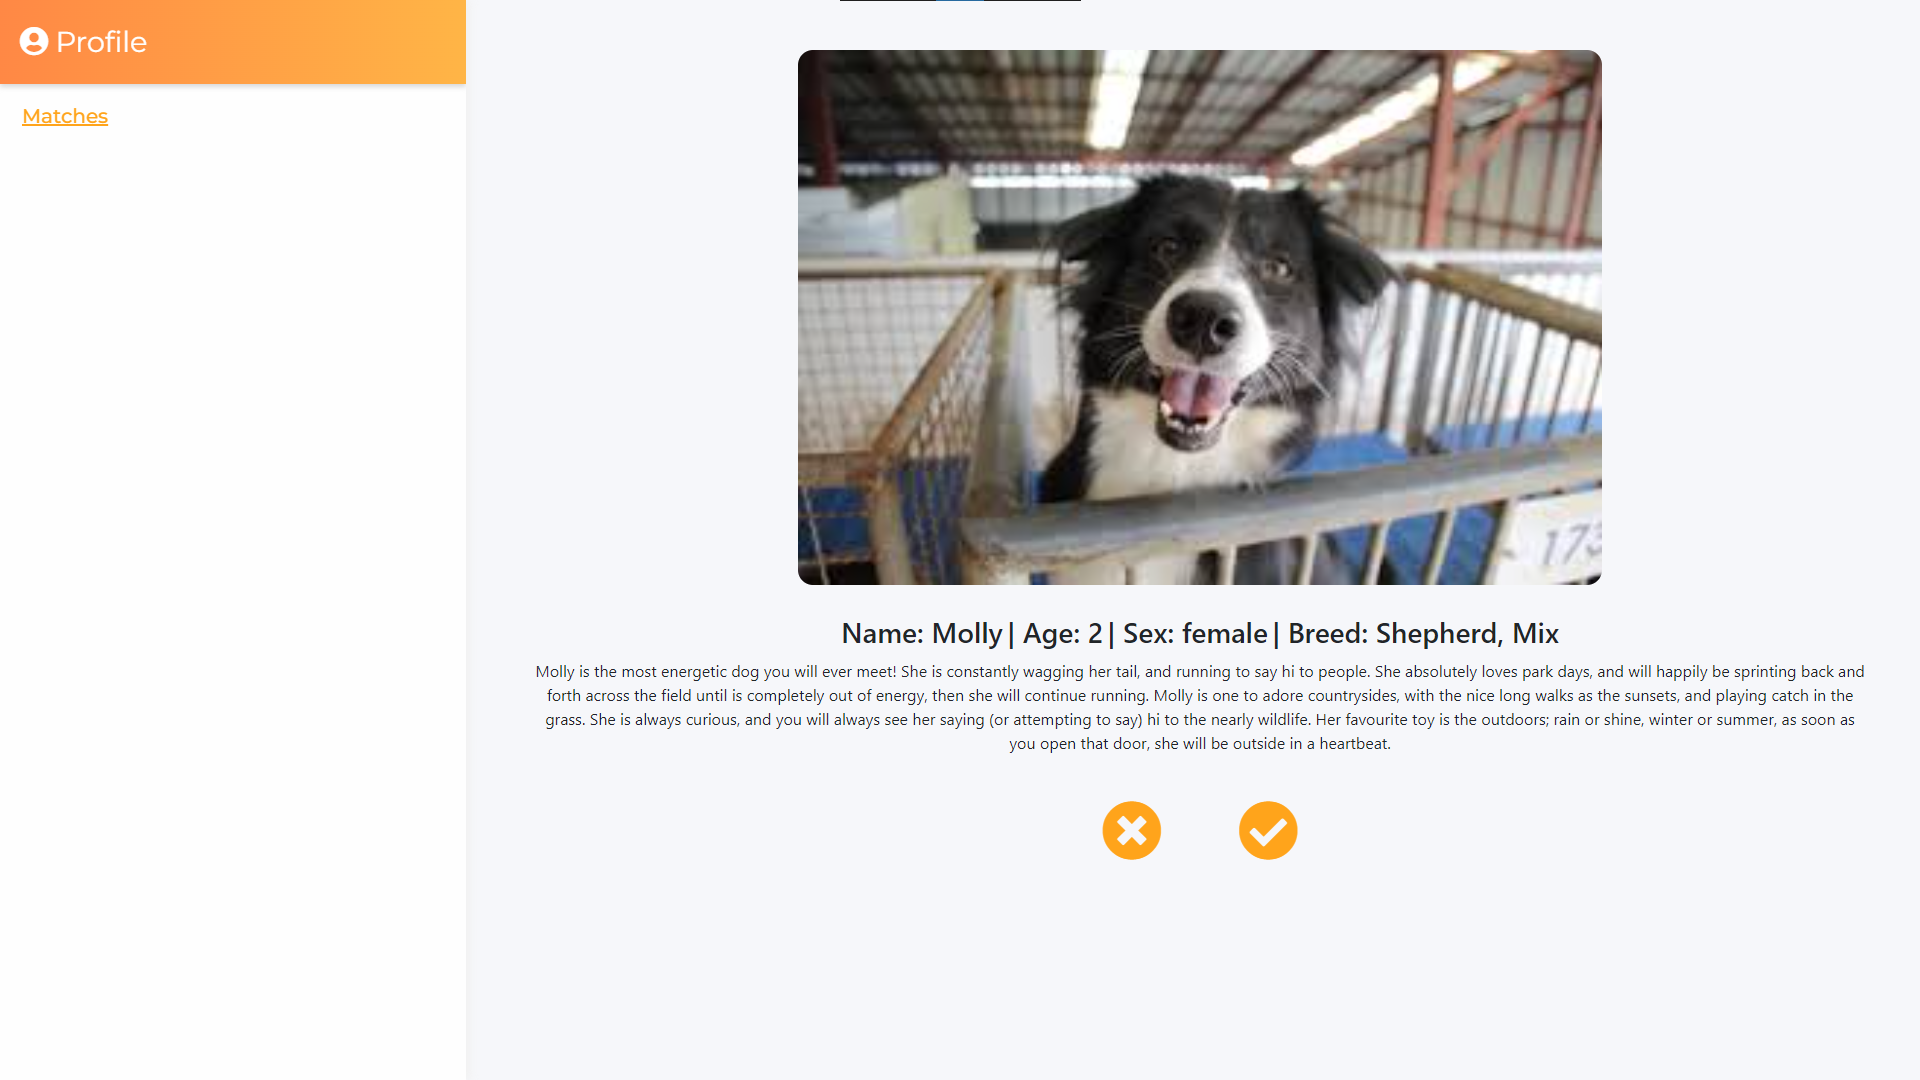 Profile
Matches
173
Name: Molly | Age: 2 | Sex: female | Breed: Shepherd, Mix
Molly is the most energetic dog you will ever meet! She is constantly wagging her tail, and running to say hi to people. She absolutely loves park days, and will happily be sprinting back and
forth across the field until is completely out of energy, then she will continue running. Molly is one to adore countrysides, with the nice long walks as the sunsets, and playing catch in the
grass. She is always curious, and you will always see her saying (or attempting to say) hi to the nearly wildlife. Her favourite toy is the outdoors; rain or shine, winter or summer, as soon as
you open that door, she will be outside in a heartbeat.